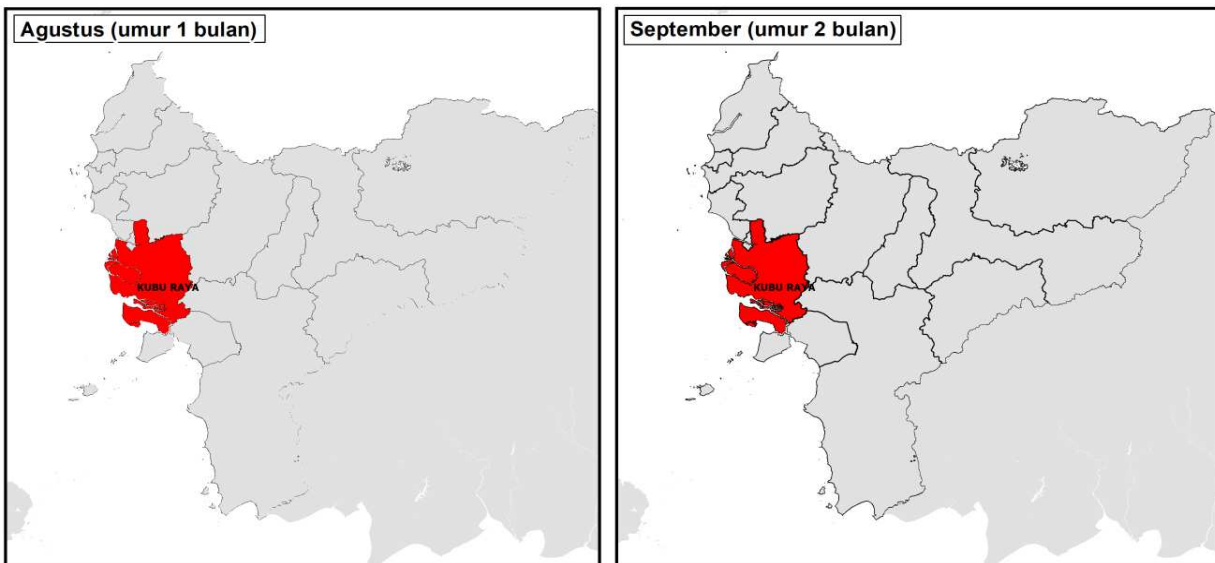 Agustus (umur 1 bulan)
KUBU RAYA
September (umur 2 bulan)
KUBU RAYA